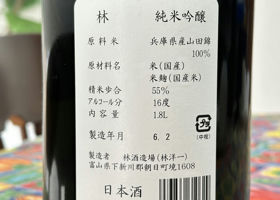 林　純米吟醸
原料米　兵庫県産山田錦
100%
原材料名　米(国産)
米麹(国産)
精米歩合　55%
アルコール分　16度
内容量　1.8L
製造年月　6. 2
製造者　林酒造場(林洋一)
富山県下新川郡朝日町境1608
日本酒